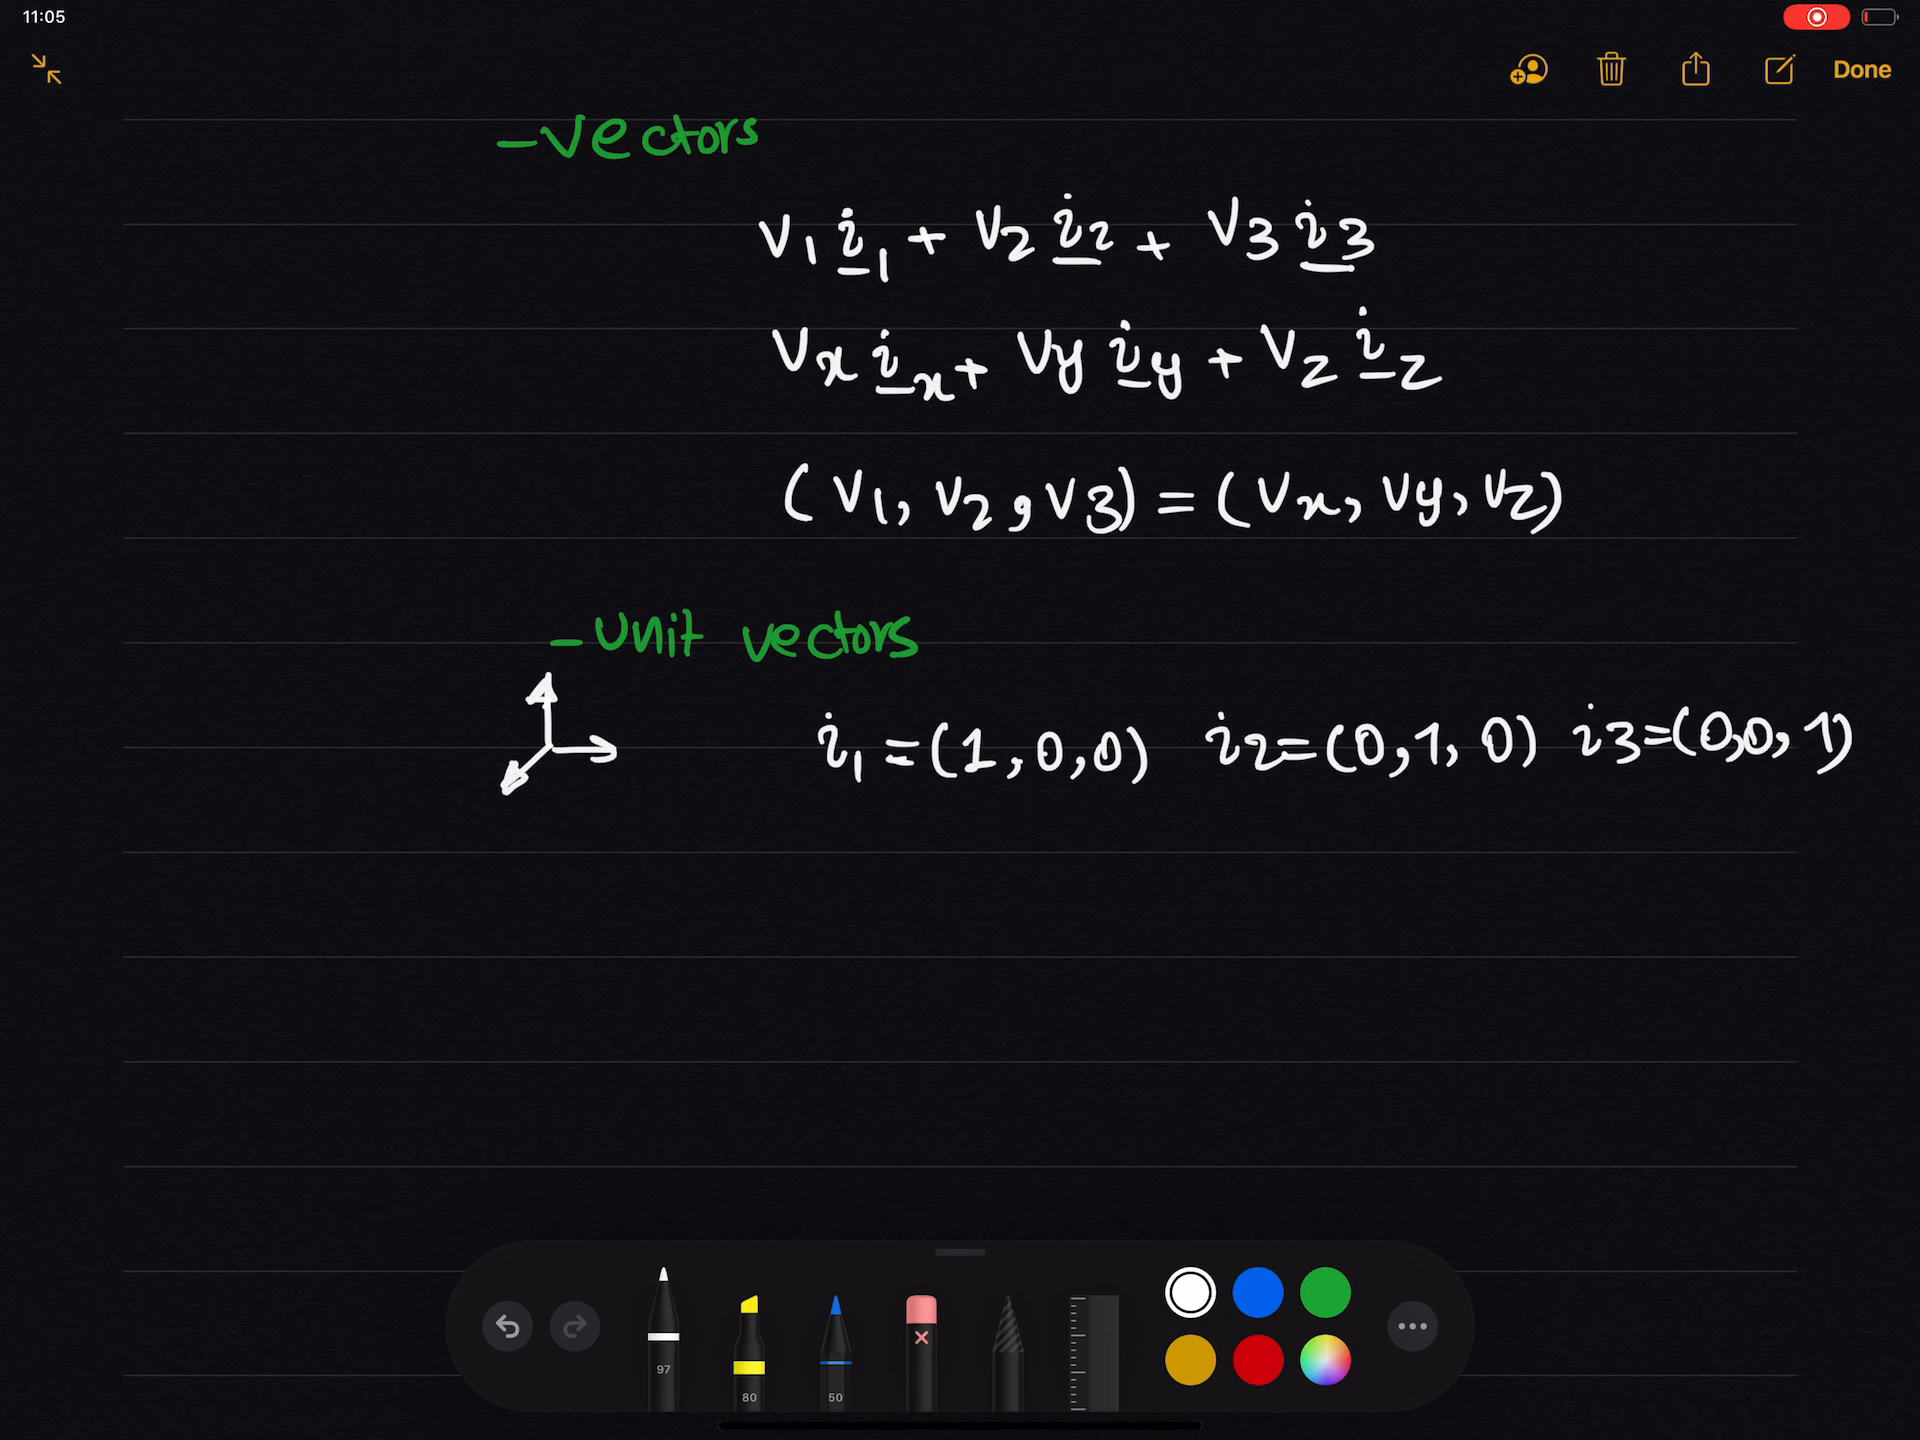 11:05
Done
-vectors
V1 i1 + V2 i2 + V3 i3
Vx ix + Vy iy + Vz iz
(V1, V2, V3) = (Vx, Vy, Vz)
-Unit vectors
i1 = (1,0,0) i2=(0,1,0) i3=(0,0,1)
97
80
50